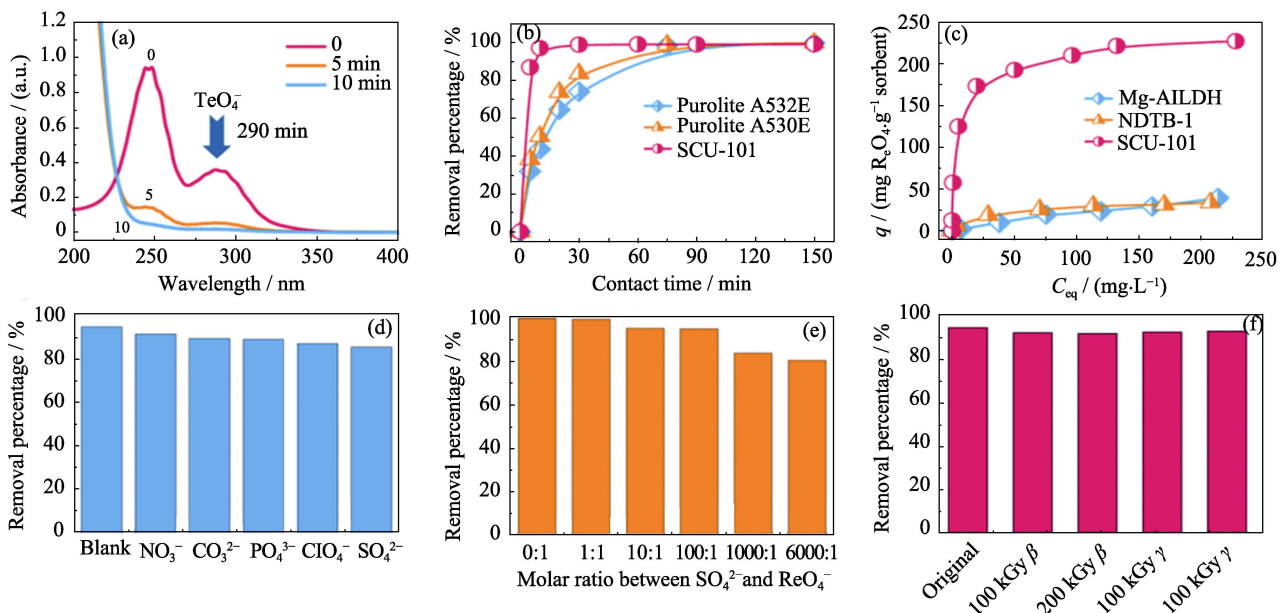 (a)
Absorbance / (a.u.)
1.2
1.0
0.8
0.6
0.4
0.2
0
0
5 min
10 min
0
TeO₄⁻
290 min
5
10
200 250 300 350 400
Wavelength / nm
(b)
Removal percentage / %
100
80
60
40
20
0
Purolite A532E
Purolite A530E
SCU-101
0 30 60 90 120 150
Contact time / min
(c)
q / (mg RₑO₄·g⁻¹ sorbent)
250
200
150
100
50
0
Mg-AILDH
NDTB-1
SCU-101
0 50 100 150 200 250
Ceq / (mg·L⁻¹)
(d)
Removal percentage / %
100
80
60
40
20
0
Blank NO₃⁻ CO₃²⁻ PO₄³⁻ CIO₄⁻ SO₄²⁻
(e)
Removal percentage / %
100
80
60
40
20
0
0:1 1:1 10:1 100:1 1000:1 6000:1
Molar ratio between SO₄²⁻ and ReO₄⁻
(f)
Removal percentage / %
100
80
60
40
20
0
Original
100 kGy β
200 kGy β
100 kGy γ
100 kGy γ